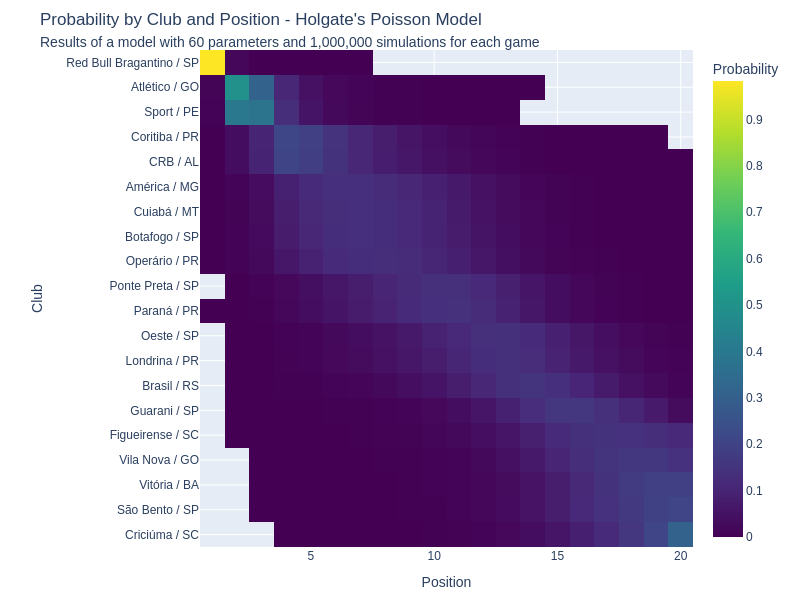 Probability by Club and Position - Holgate's Poisson Model
Results of a model with 60 parameters and 1,000,000 simulations for each game
Probability
Red Bull Bragantino / SP
Atlético / GO
Sport / PE
Coritiba / PR
CRB / AL
América / MG
Cuiabá / MT
Botafogo / SP
Operário / PR
Ponte Preta / SP
Paraná / PR
Oeste / SP
Londrina / PR
Brasil / RS
Guarani / SP
Figueirense / SC
Vila Nova / GO
Vitória / BA
São Bento / SP
Criciúma / SC
Club
5
10
15
20
Position
0.9
0.8
0.7
0.6
0.5
0.4
0.3
0.2
0.1
0